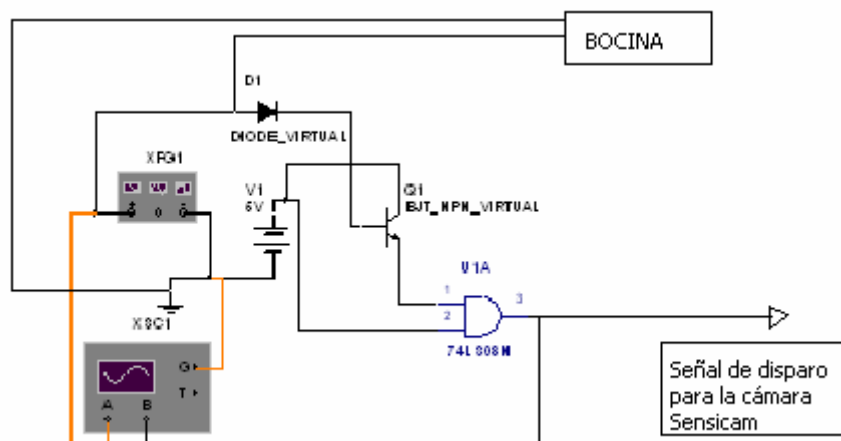 BOCINA
D1
DIODE_VIRTUAL
XFG1
V1
5V
Q1
BJT_NPN_VIRTUAL
U1A
1
2
3
74LS08N
XSC1
G
T
A B
Señal de disparo
para la cámara
Sensicam